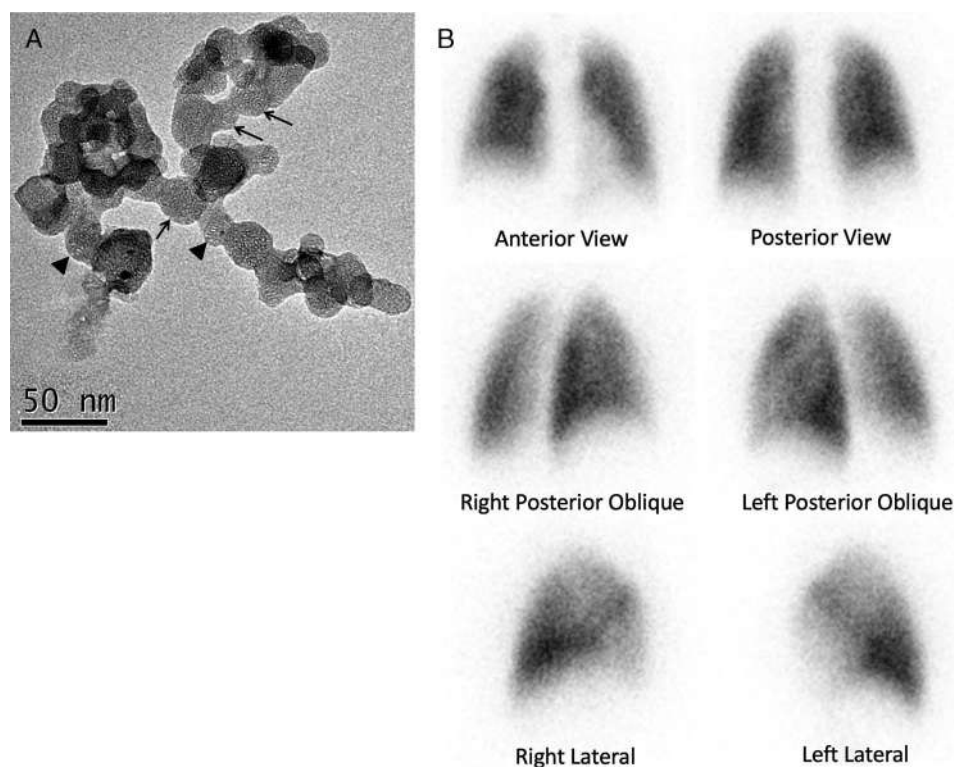 A
B
50 nm
Anterior View
Posterior View
Right Posterior Oblique
Left Posterior Oblique
Right Lateral
Left Lateral